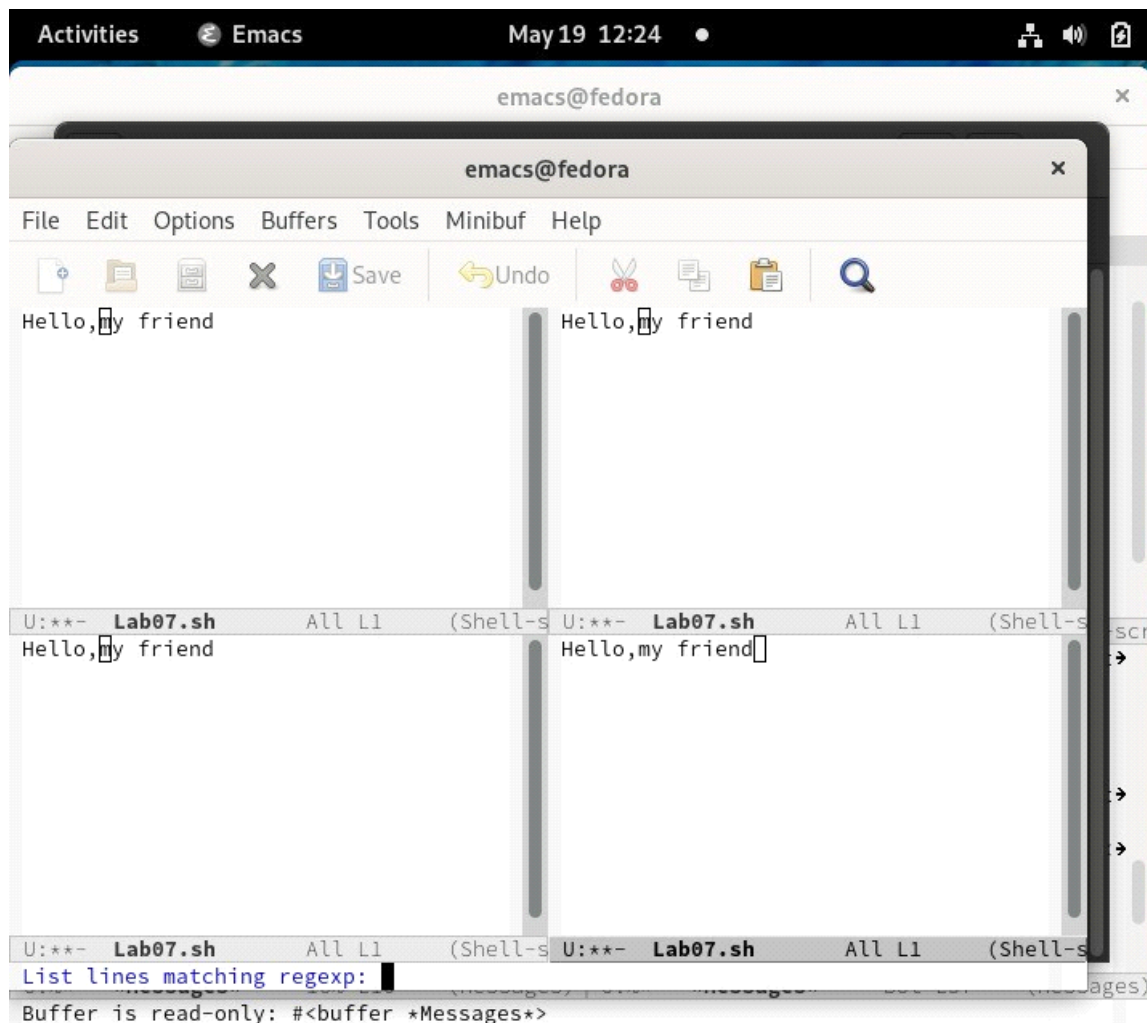 Activities Emacs May 19 12:24
emacs@fedora
emacs@fedora
File Edit Options Buffers Tools Minibuf Help
Save Undo
Hello,my friend Hello,my friend
U:**- Lab07.sh All L1 (Shell-s U:**- Lab07.sh All L1 (Shell-s
Hello,my friend Hello,my friend
U:**- Lab07.sh All L1 (Shell-s U:**- Lab07.sh All L1 (Shell-s
List lines matching regexp:
Buffer is read-only: #<buffer *Messages*>